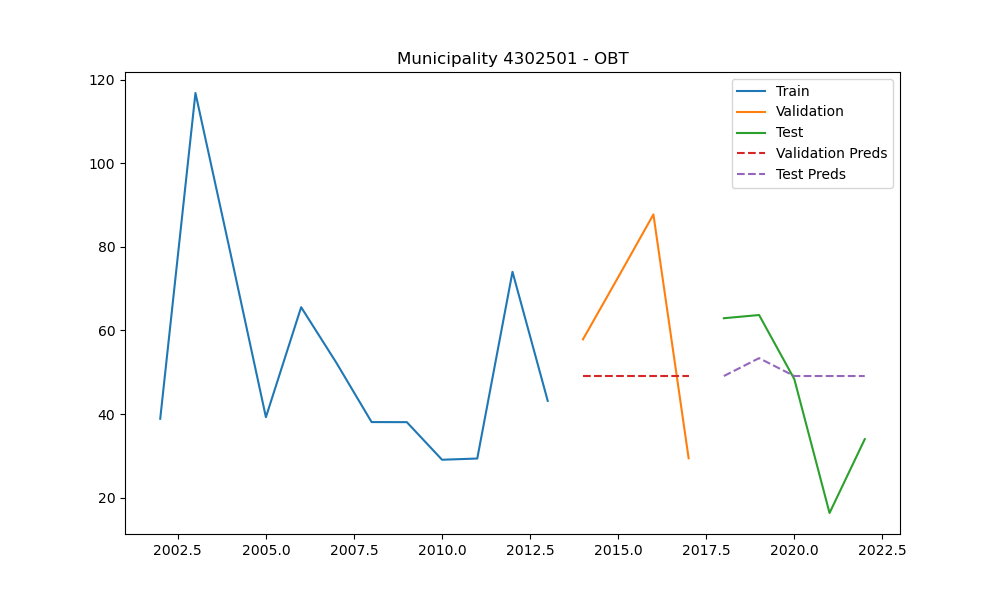 Municipality 4302501 - OBT
120
100
80
60
40
20
Train
Validation
Test
Validation Preds
Test Preds
2002.5 2005.0 2007.5 2010.0 2012.5 2015.0 2017.5 2020.0 2022.5